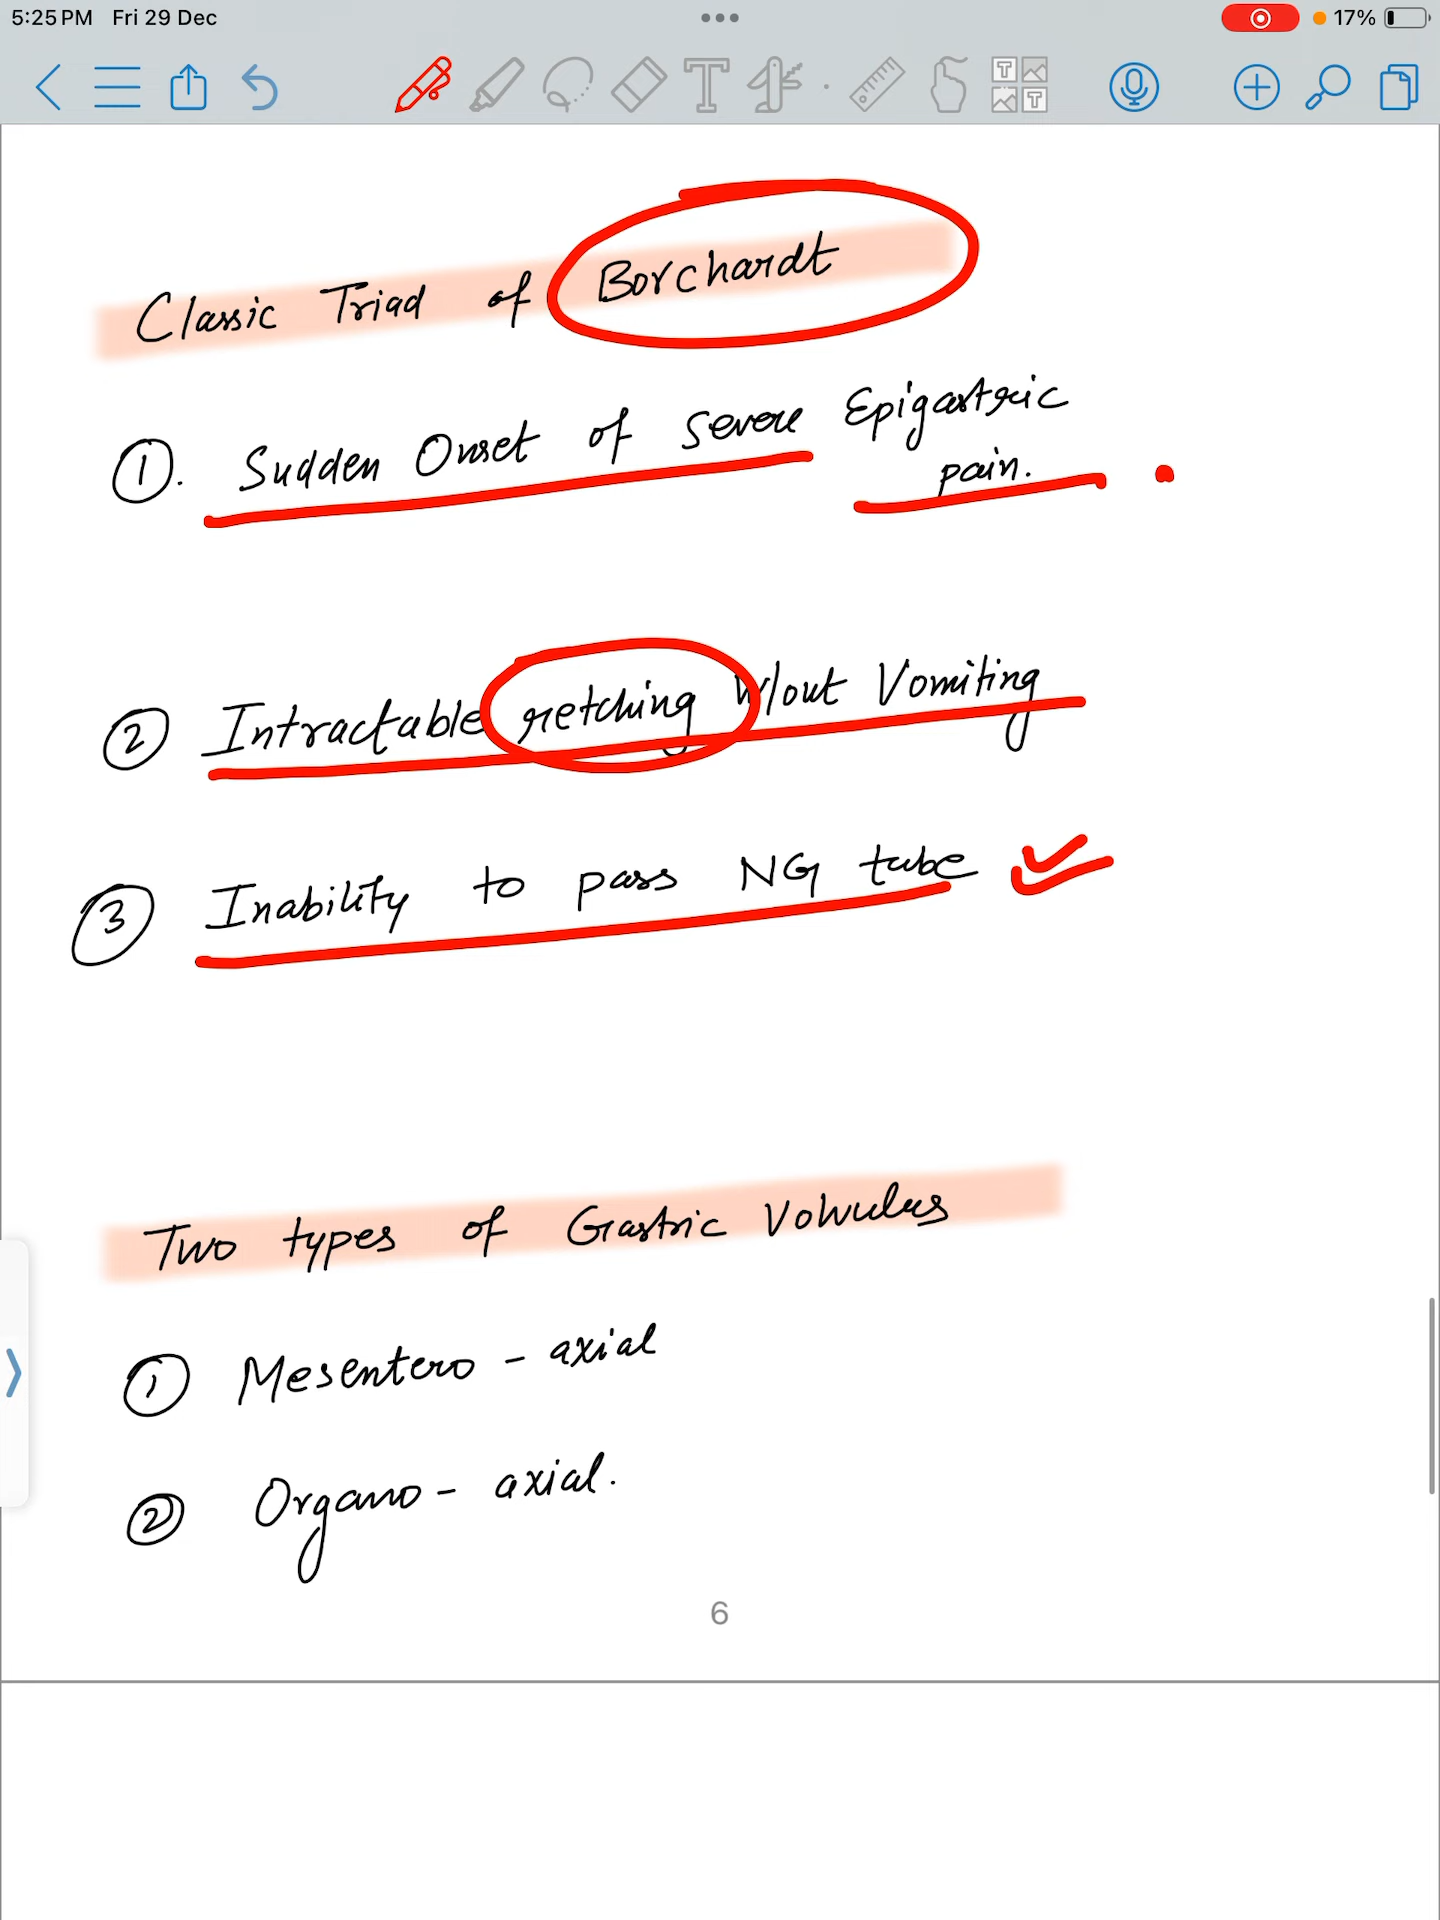 5:25 PM Fri 29 Dec
17%
Classic Triad of Borchardt
1. Sudden Onset of Severe Epigastric
pain.
2 Intractable retching w/out Vomiting
3 Inability to pass NG tube
Two types of Gastric Volvulus
1 Mesentero - axial
2 Organo - axial.
6